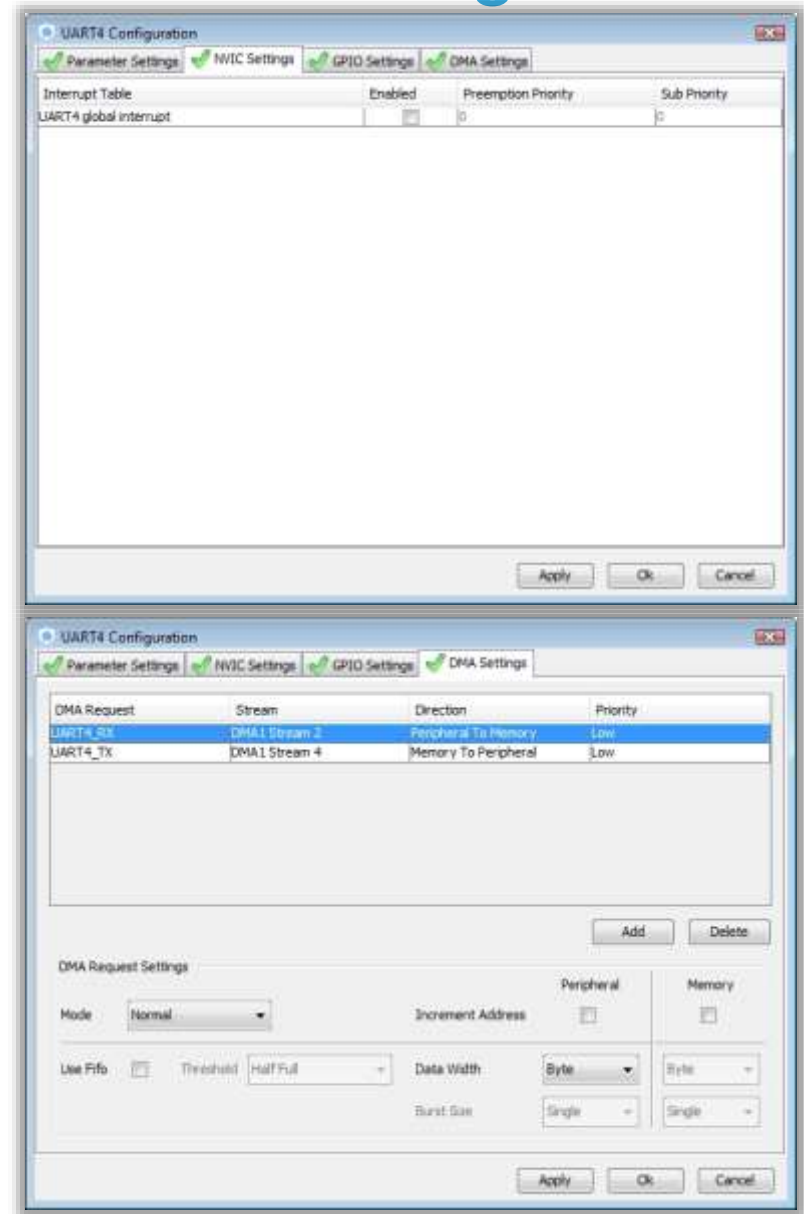 UART4 Configuration
Parameter Settings NVIC Settings GPIO Settings DMA Settings
Interrupt Table Enabled Preemption Priority Sub Priority
UART4 global interrupt 0 0
Apply Ok Cancel
UART4 Configuration
Parameter Settings NVIC Settings GPIO Settings DMA Settings
DMA Request Stream Direction Priority
UART4_RX DMA1 Stream 2 Peripheral To Memory Low
UART4_TX DMA1 Stream 4 Memory To Peripheral Low
Add Delete
DMA Request Settings
Peripheral Memory
Mode Normal Increment Address
Use Fifo Threshold Half Full Data Width Byte Byte
Burst Size Single Single
Apply Ok Cancel